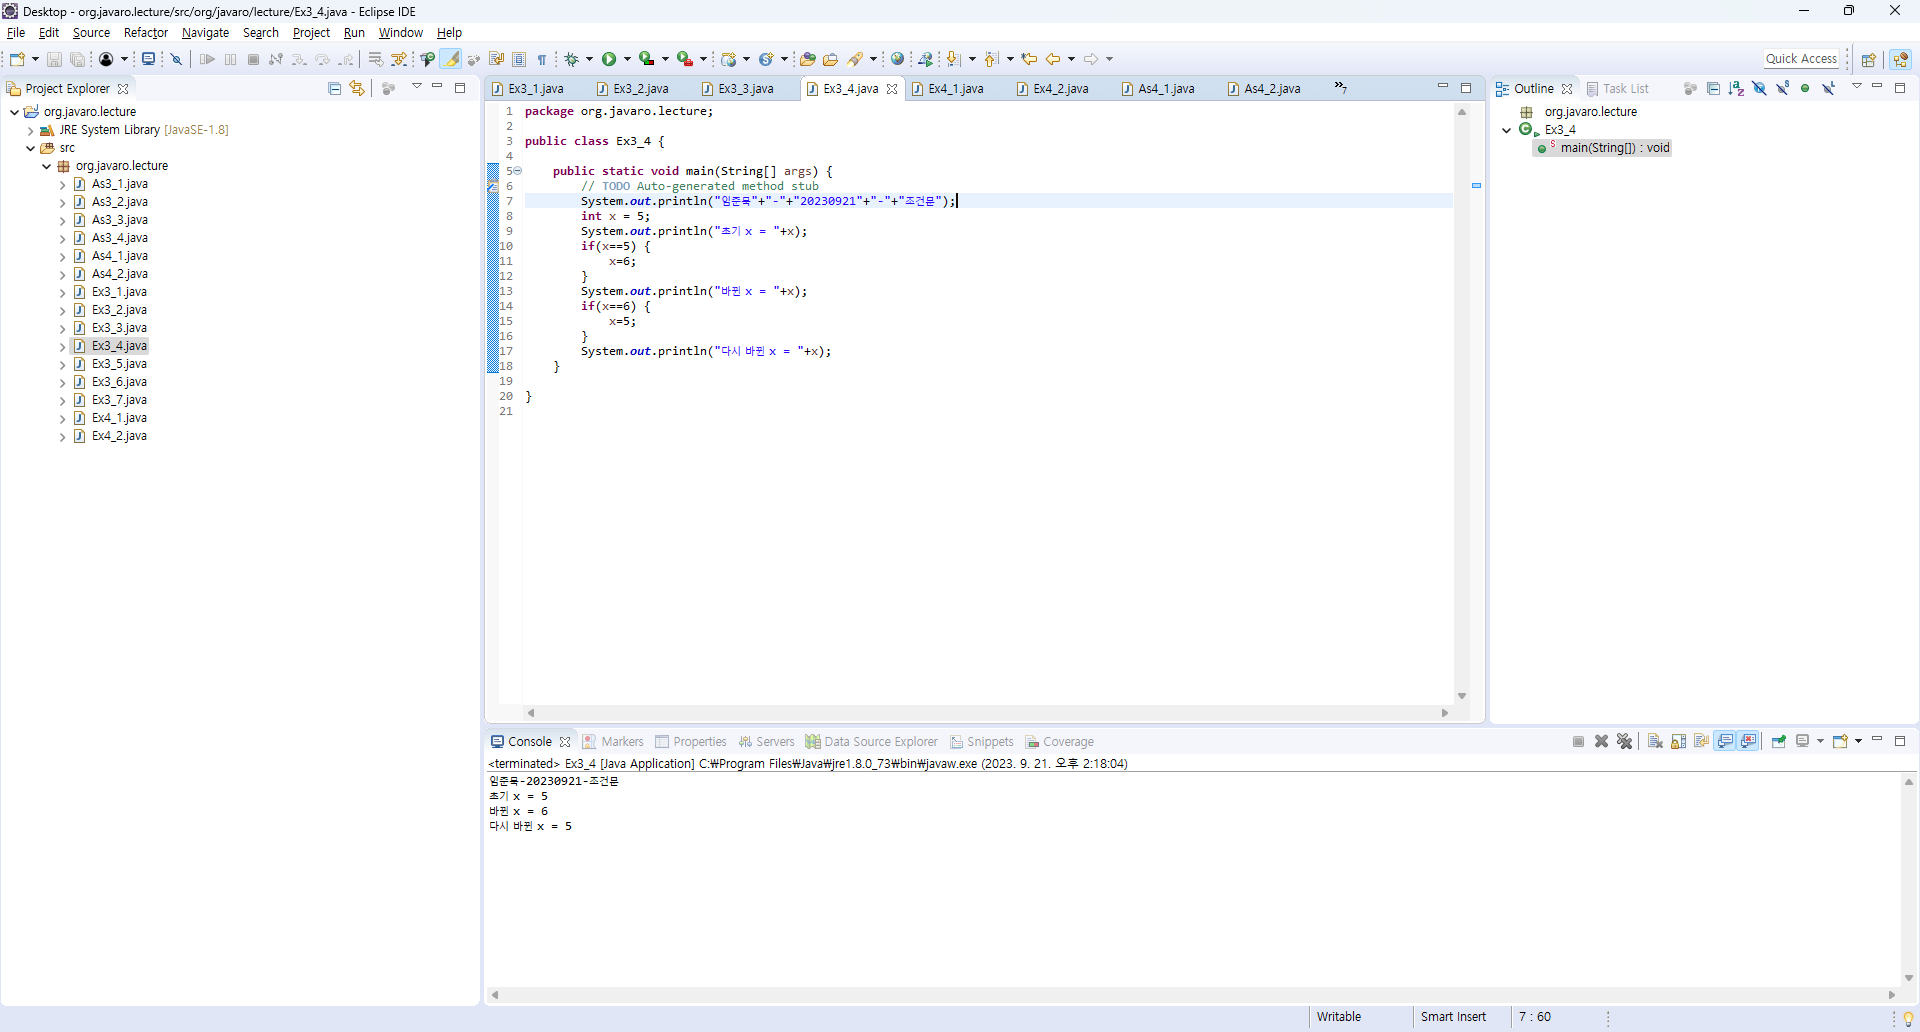 Desktop - org.javaro.lecture/src/org/javaro/lecture/Ex3_4.java - Eclipse IDE
File Edit Source Refactor Navigate Search Project Run Window Help
Quick Access
Project Explorer
org.javaro.lecture
JRE System Library [JavaSE-1.8]
src
org.javaro.lecture
As3_1.java
As3_2.java
As3_3.java
As3_4.java
As4_1.java
As4_2.java
Ex3_1.java
Ex3_2.java
Ex3_3.java
Ex3_4.java
Ex3_5.java
Ex3_6.java
Ex3_7.java
Ex4_1.java
Ex4_2.java
Ex3_1.java Ex3_2.java Ex3_3.java Ex3_4.java Ex4_1.java Ex4_2.java As4_1.java As4_2.java »7
1 package org.javaro.lecture;
2
3 public class Ex3_4 {
4
5 public static void main(String[] args) {
6 // TODO Auto-generated method stub
7 System.out.println("임준묵"+"-"+"20230921"+"-"+"조건문");
8 int x = 5;
9 System.out.println("초기 x = "+x);
10 if(x==5) {
11 x=6;
12 }
13 System.out.println("바뀐 x = "+x);
14 if(x==6) {
15 x=5;
16 }
17 System.out.println("다시 바뀐 x = "+x);
18 }
19
20 }
21
Outline Task List
org.javaro.lecture
Ex3_4
main(String[]) : void
Console Markers Properties Servers Data Source Explorer Snippets Coverage
<terminated> Ex3_4 [Java Application] C:₩Program Files₩Java₩jre1.8.0_73₩bin₩javaw.exe (2023. 9. 21. 오후 2:18:04)
임준묵-20230921-조건문
초기 x = 5
바뀐 x = 6
다시 바뀐 x = 5
Writable Smart Insert 7 : 60